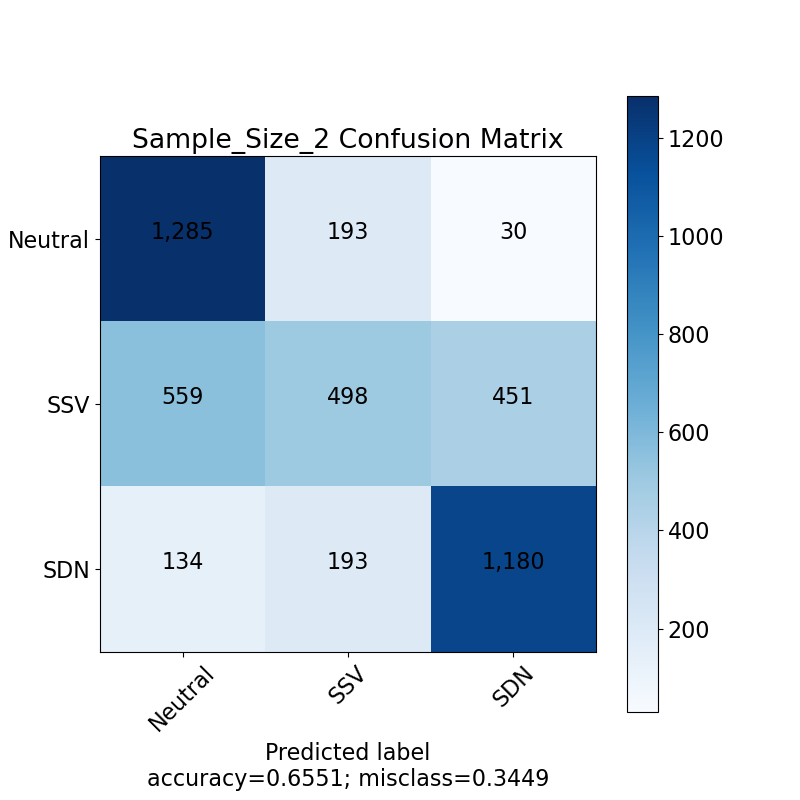 Sample_Size_2 Confusion Matrix
1200
1000
800
600
400
200
Neutral 1,285 193 30
SSV 559 498 451
SDN 134 193 1,180
Neutral SSV SDN
Predicted label
accuracy=0.6551; misclass=0.3449